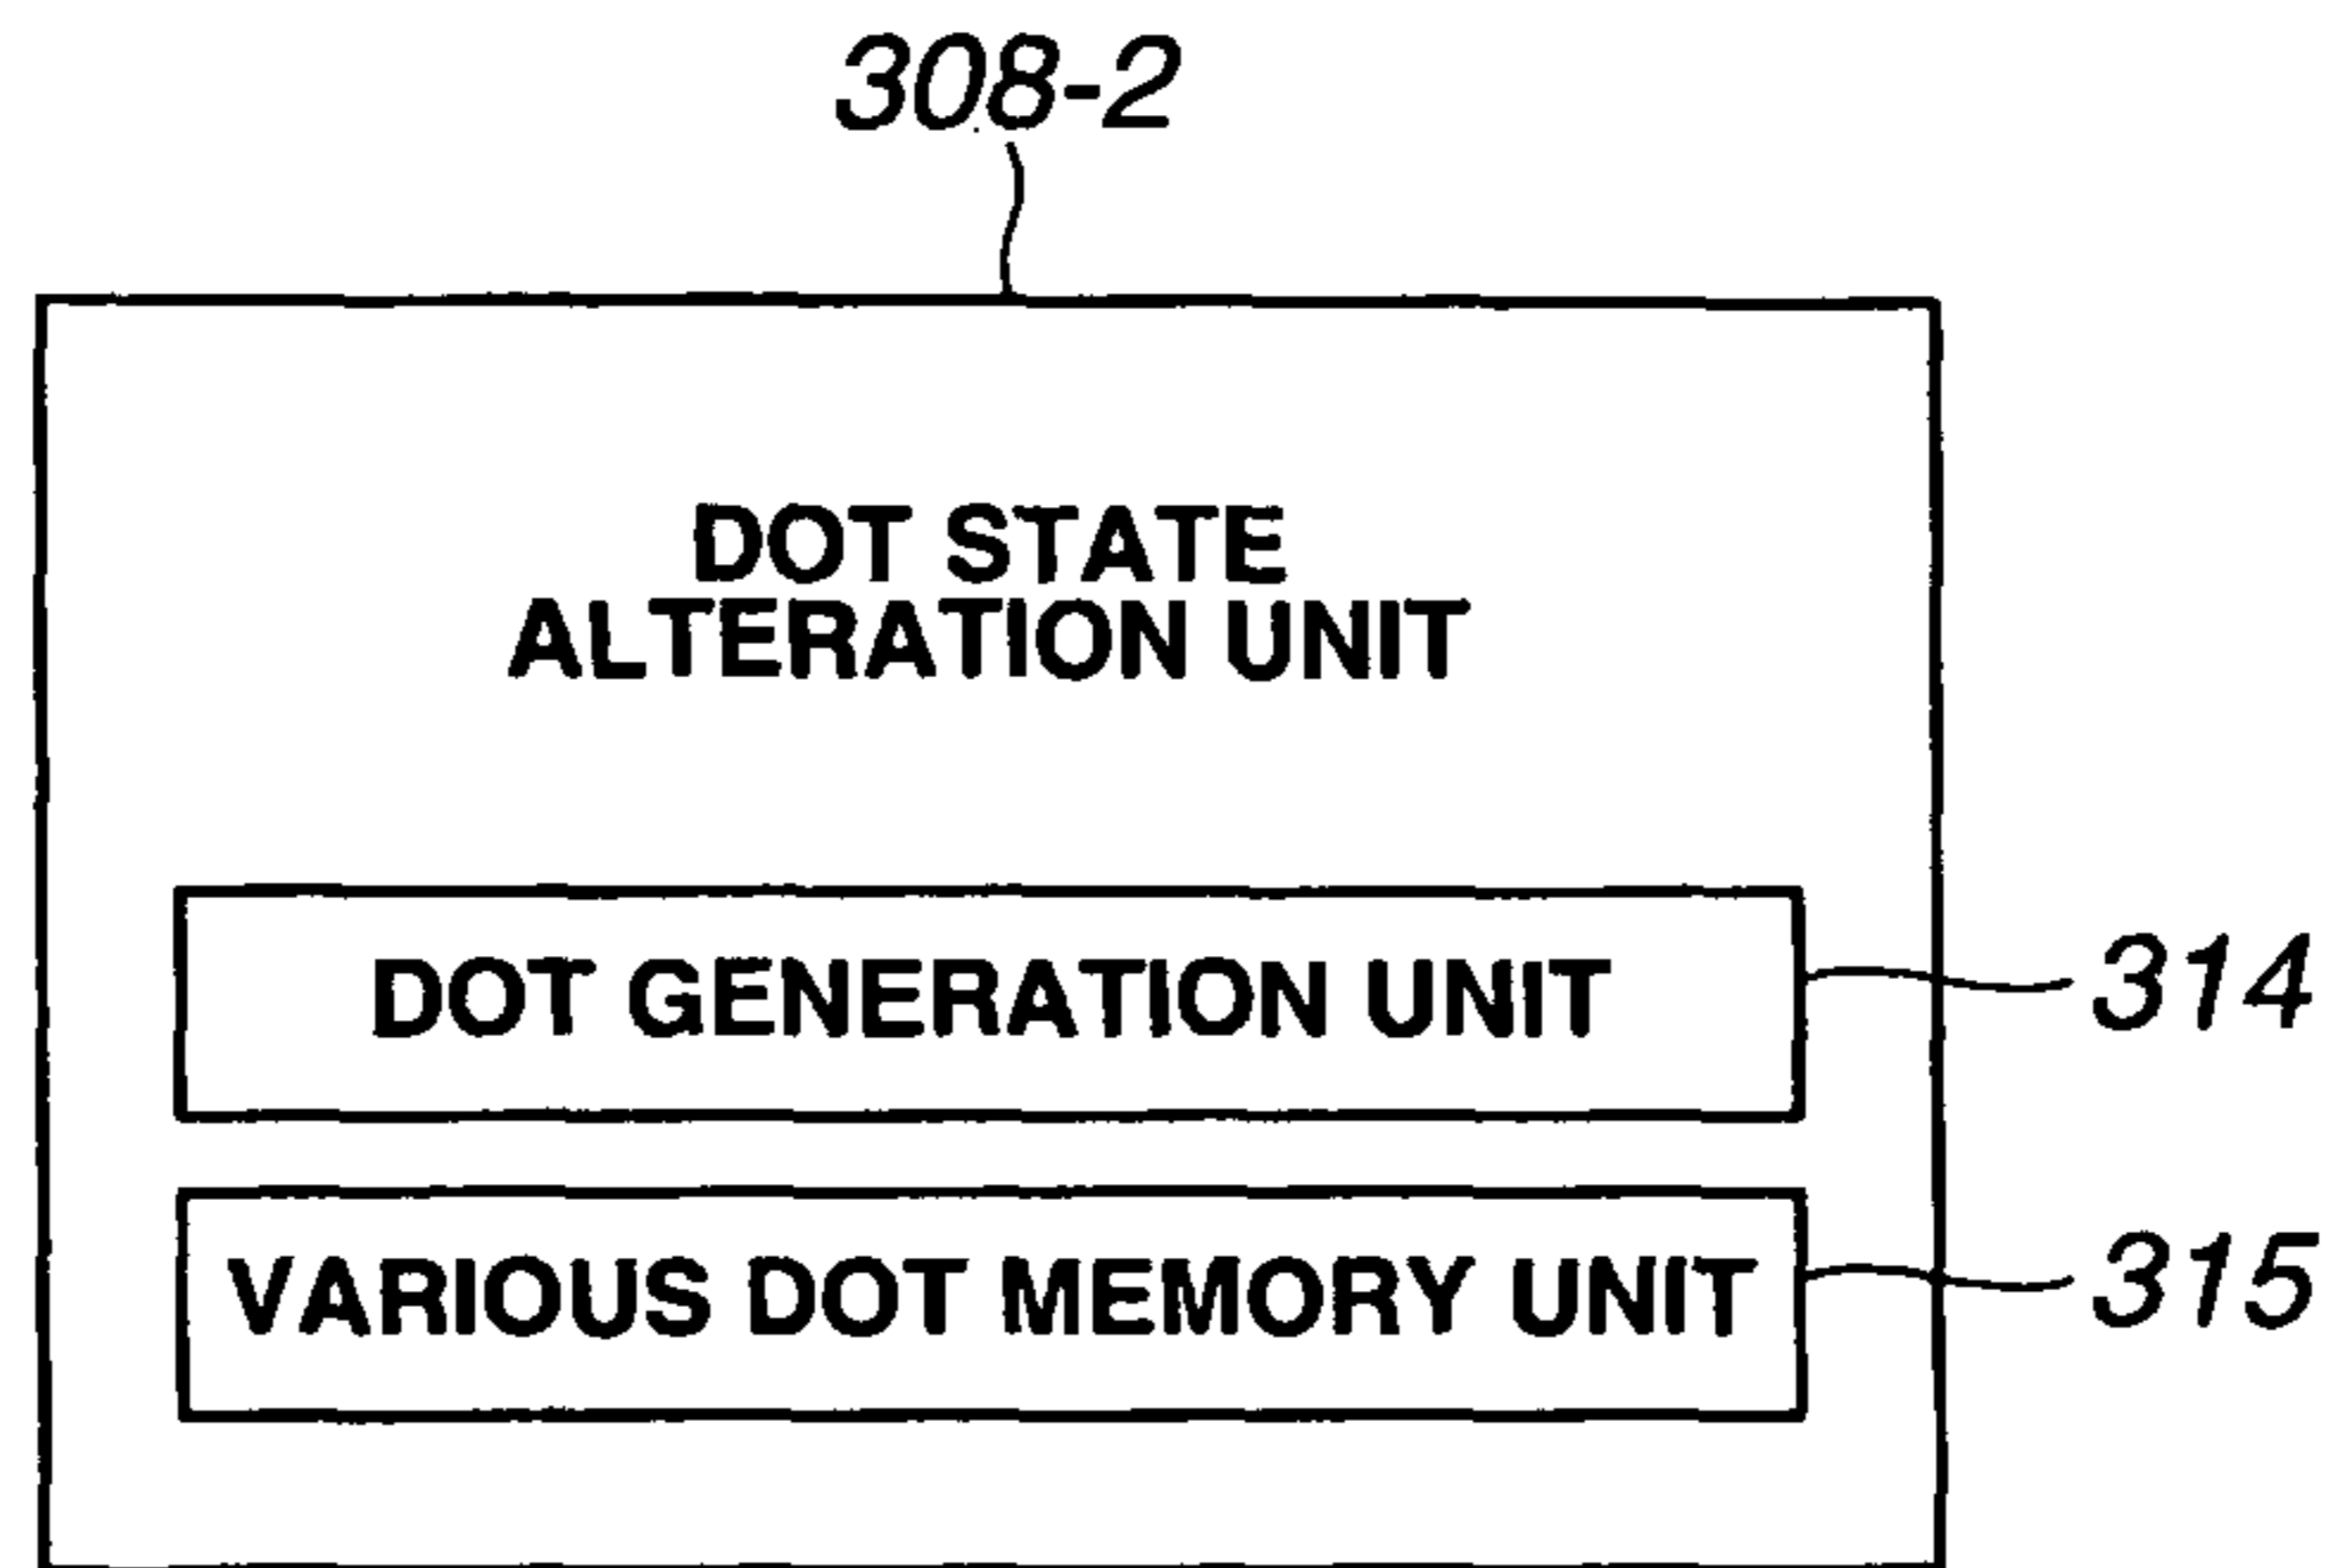 308-2
DOT STATE
ALTERATION UNIT
DOT GENERATION UNIT
314
VARIOUS DOT MEMORY UNIT
315